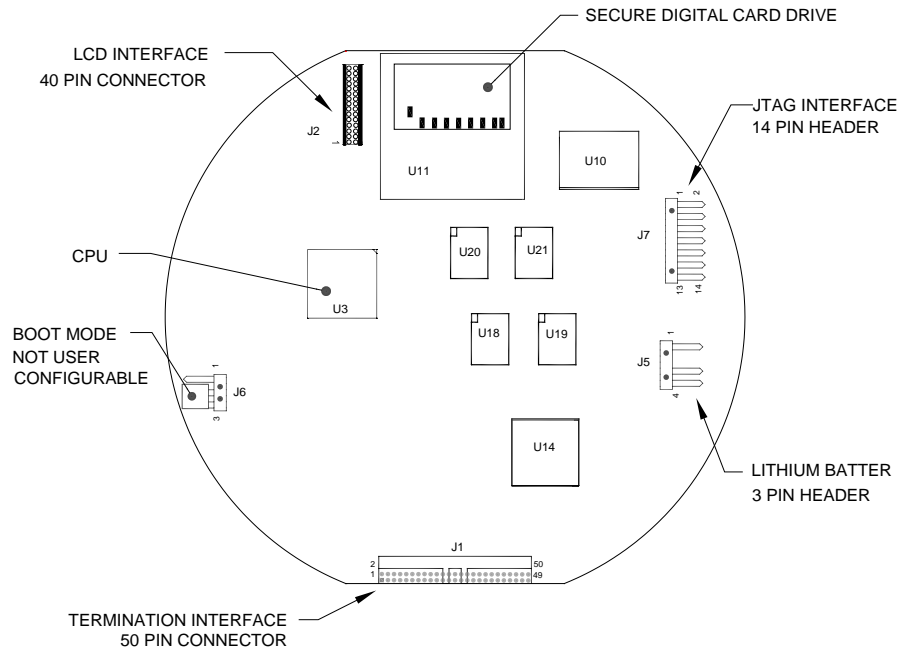 SECURE DIGITAL CARD DRIVE
LCD INTERFACE
40 PIN CONNECTOR
JTAG INTERFACE
14 PIN HEADER
J2
1
U11
U10
1 2
J7
13 14
U20
U21
CPU
U3
U18
U19
BOOT MODE
NOT USER
CONFIGURABLE
1
J6
3
1
J5
4
U14
LITHIUM BATTER
3 PIN HEADER
J1
2
50
1
49
TERMINATION INTERFACE
50 PIN CONNECTOR